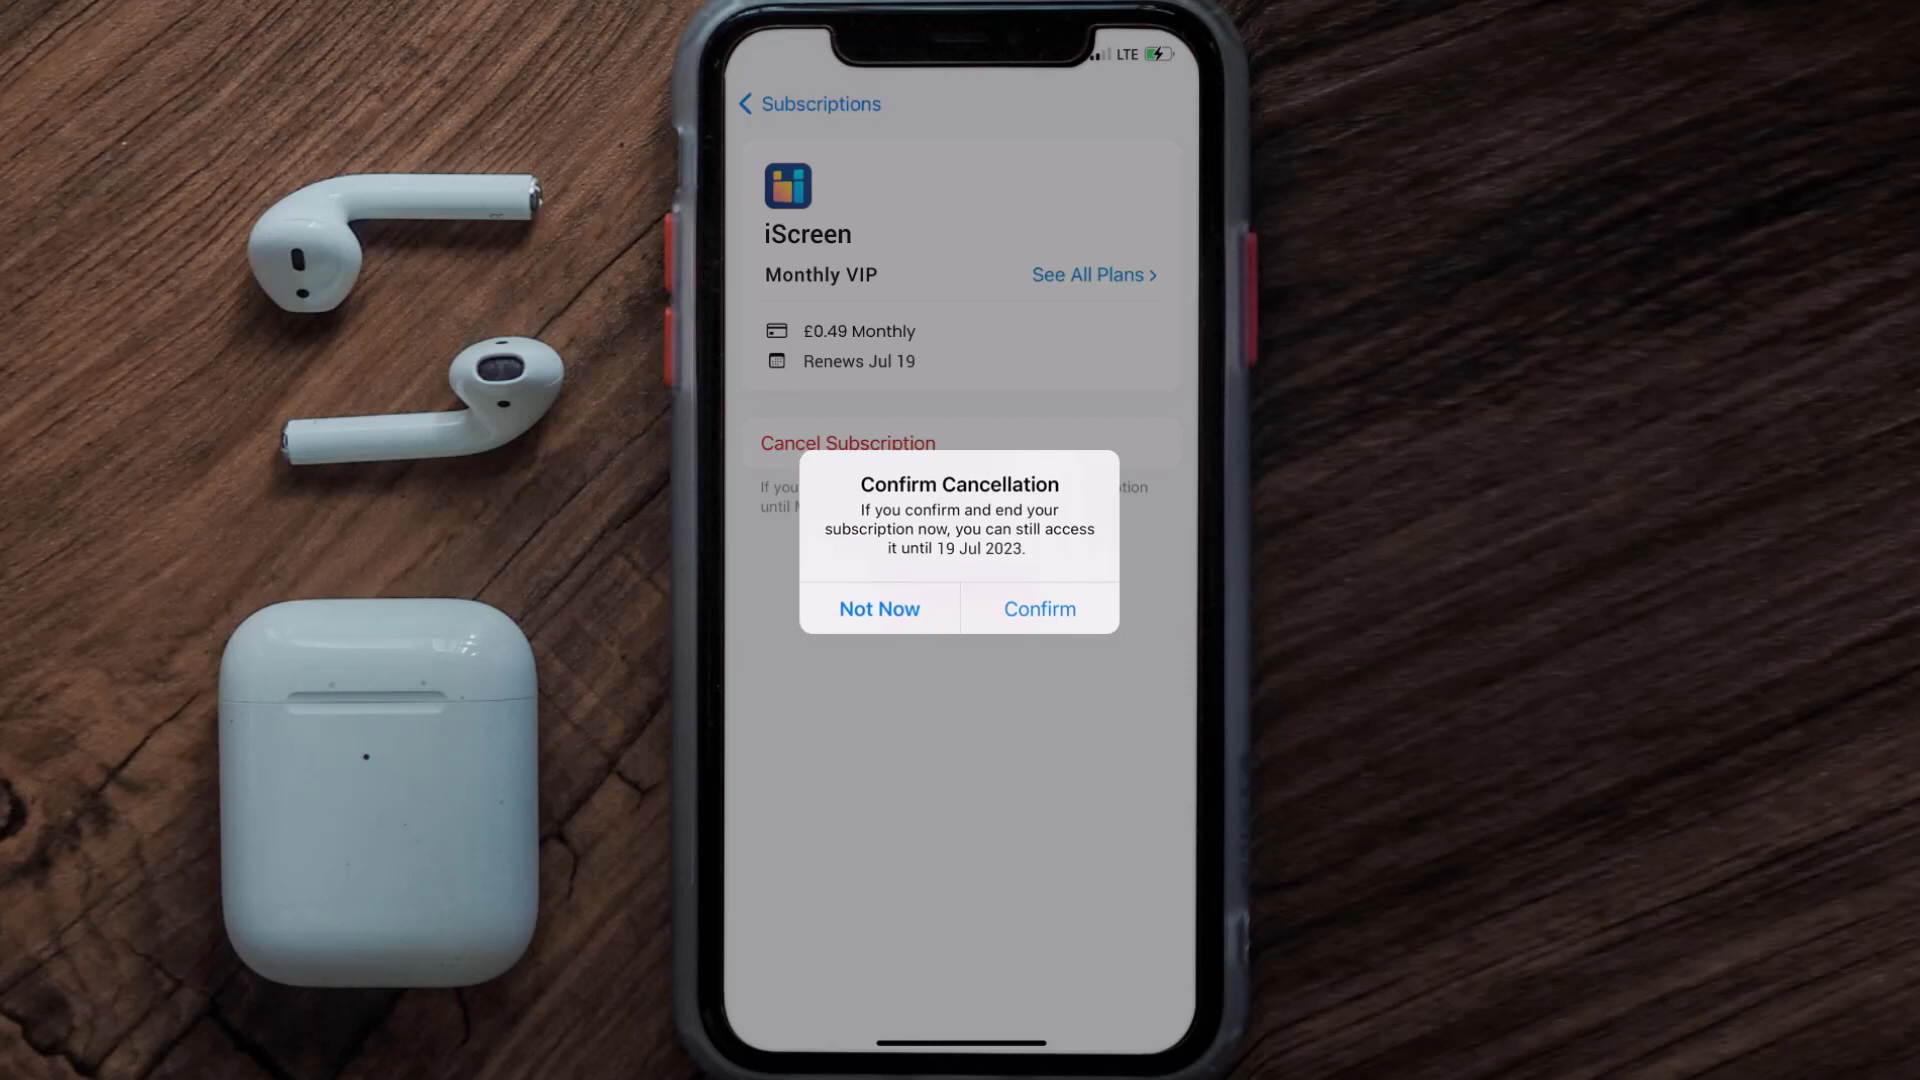 LTE
Subscriptions
iScreen
Monthly VIP
See All Plans
£0.49 Monthly
Renews Jul 19
Cancel Subscription
If you
until
Confirm Cancellation
If you confirm and end your
subscription now, you can still access
it until 19 Jul 2023.
Not Now
Confirm